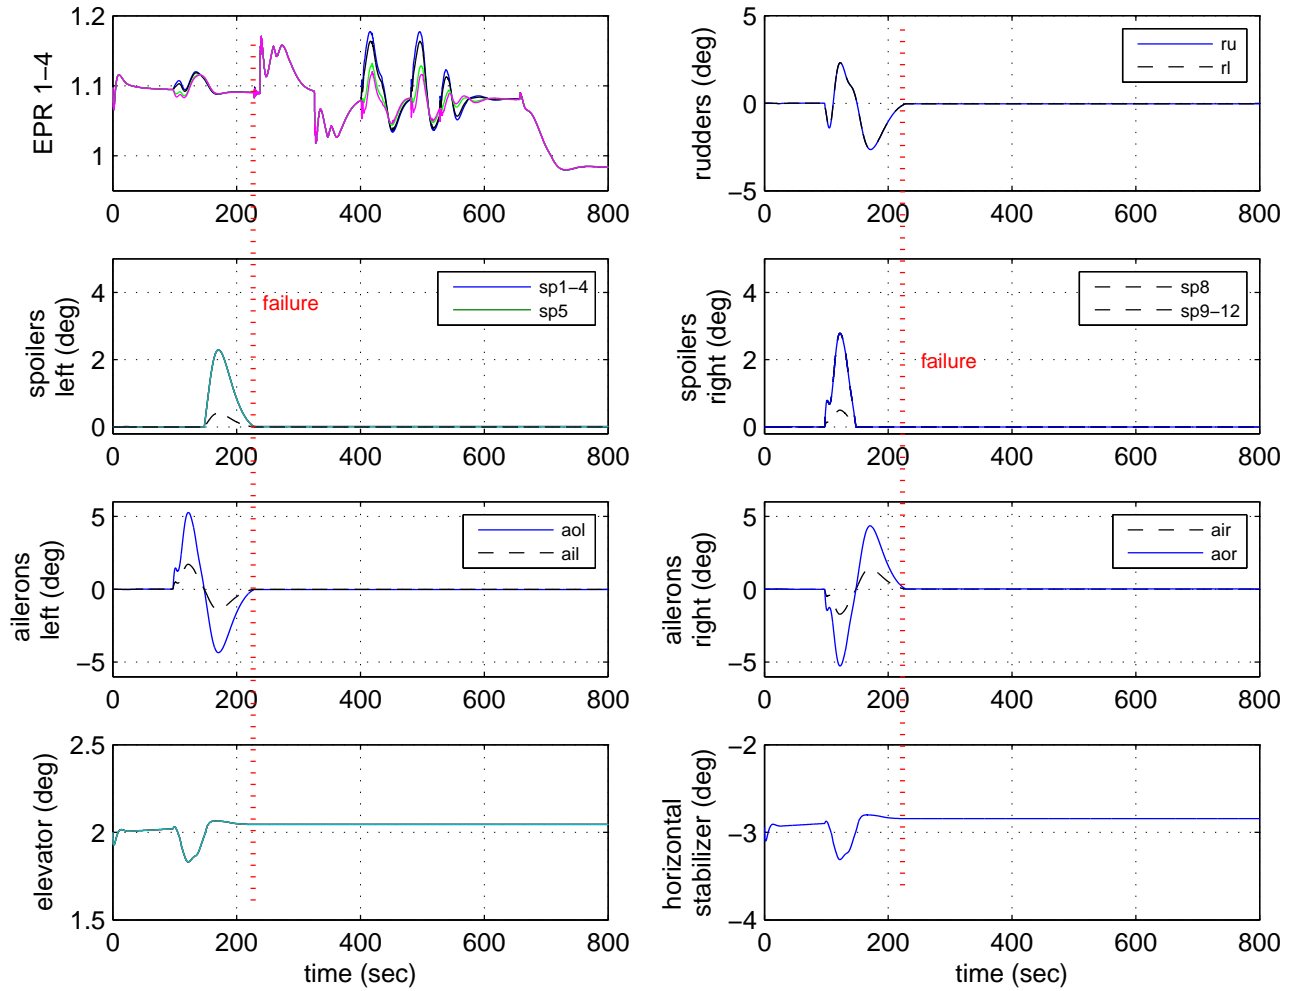 EPR 1−4
1.2
1.1
1
0
200
400
600
800
rudders (deg)
5
0
−5
0
200
400
600
800
ru
rl
spoilers
left (deg)
4
2
0
0
200
400
600
800
sp1−4
sp5
failure
spoilers
right (deg)
4
2
0
0
200
400
600
800
sp8
sp9−12
failure
ailerons
left (deg)
5
0
−5
0
200
400
600
800
aol
ail
ailerons
right (deg)
5
0
−5
0
200
400
600
800
air
aor
elevator (deg)
2.5
2
1.5
0
200
400
600
800
time (sec)
horizontal
stabilizer (deg)
−2
−3
−4
0
200
400
600
800
time (sec)